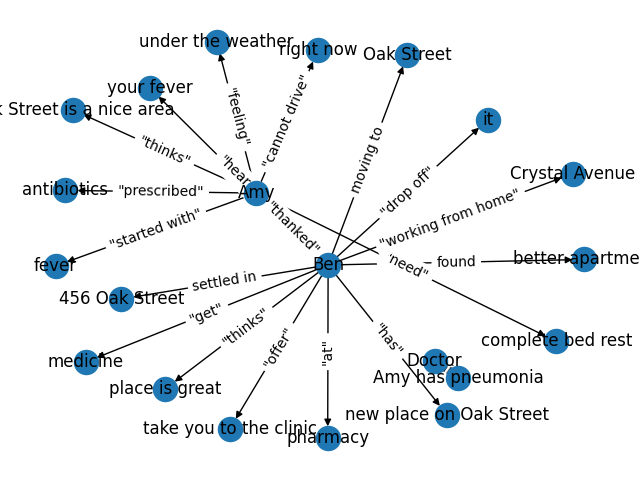 under the weather
right now
Oak Street
your fever
k Street is a nice area
it
"feeling"
"cannot drive"
moving to
"thinks"
"hear
"drop off"
Crystal Avenue
antibiotics
"prescribed"
Amy
"working from home"
"thanked"
"started with"
fever
Ben
"need"
found
better apartme
settled in
456 Oak Street
"get"
"thinks"
"offer"
"at"
"has"
complete bed rest
medicine
Doctor
Amy has pneumonia
place is great
new place on Oak Street
take you to the clinic
pharmacy